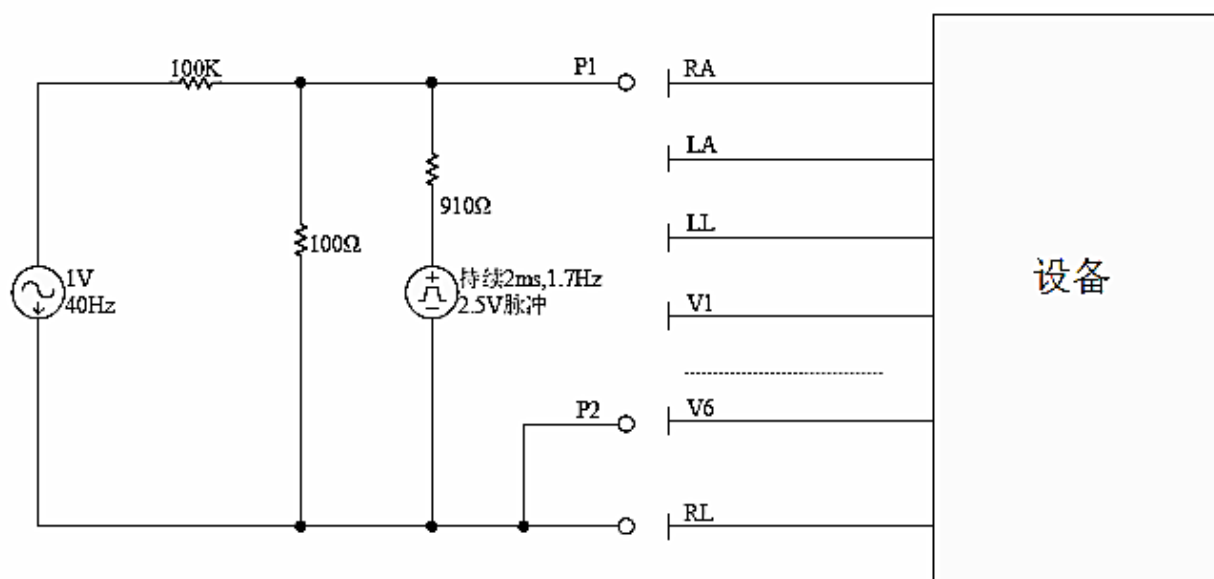 100K
P1
RA
LA
910Ω
LL
100Ω
1V
40Hz
持续2ms,1.7Hz
2.5V脉冲
设备
V1
P2
V6
RL